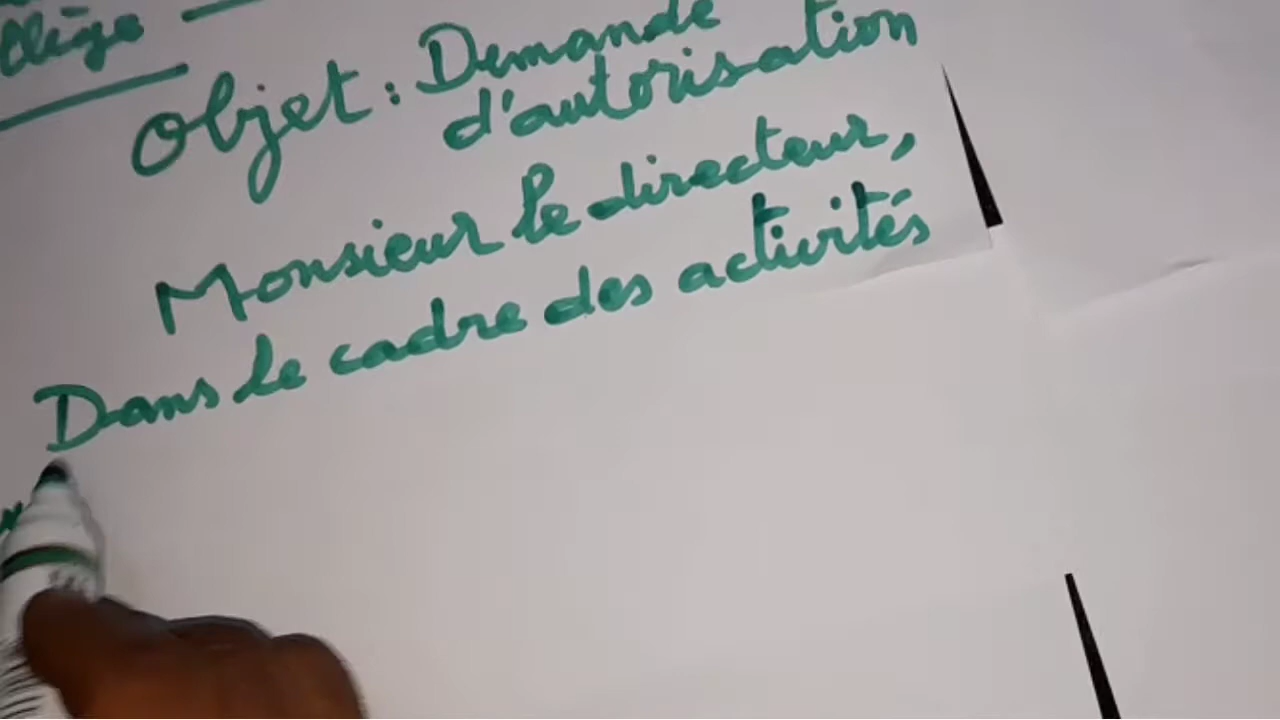 Objet : Demande
d'autorisation
Monsieur le directeur,
Dans le cadre des activités